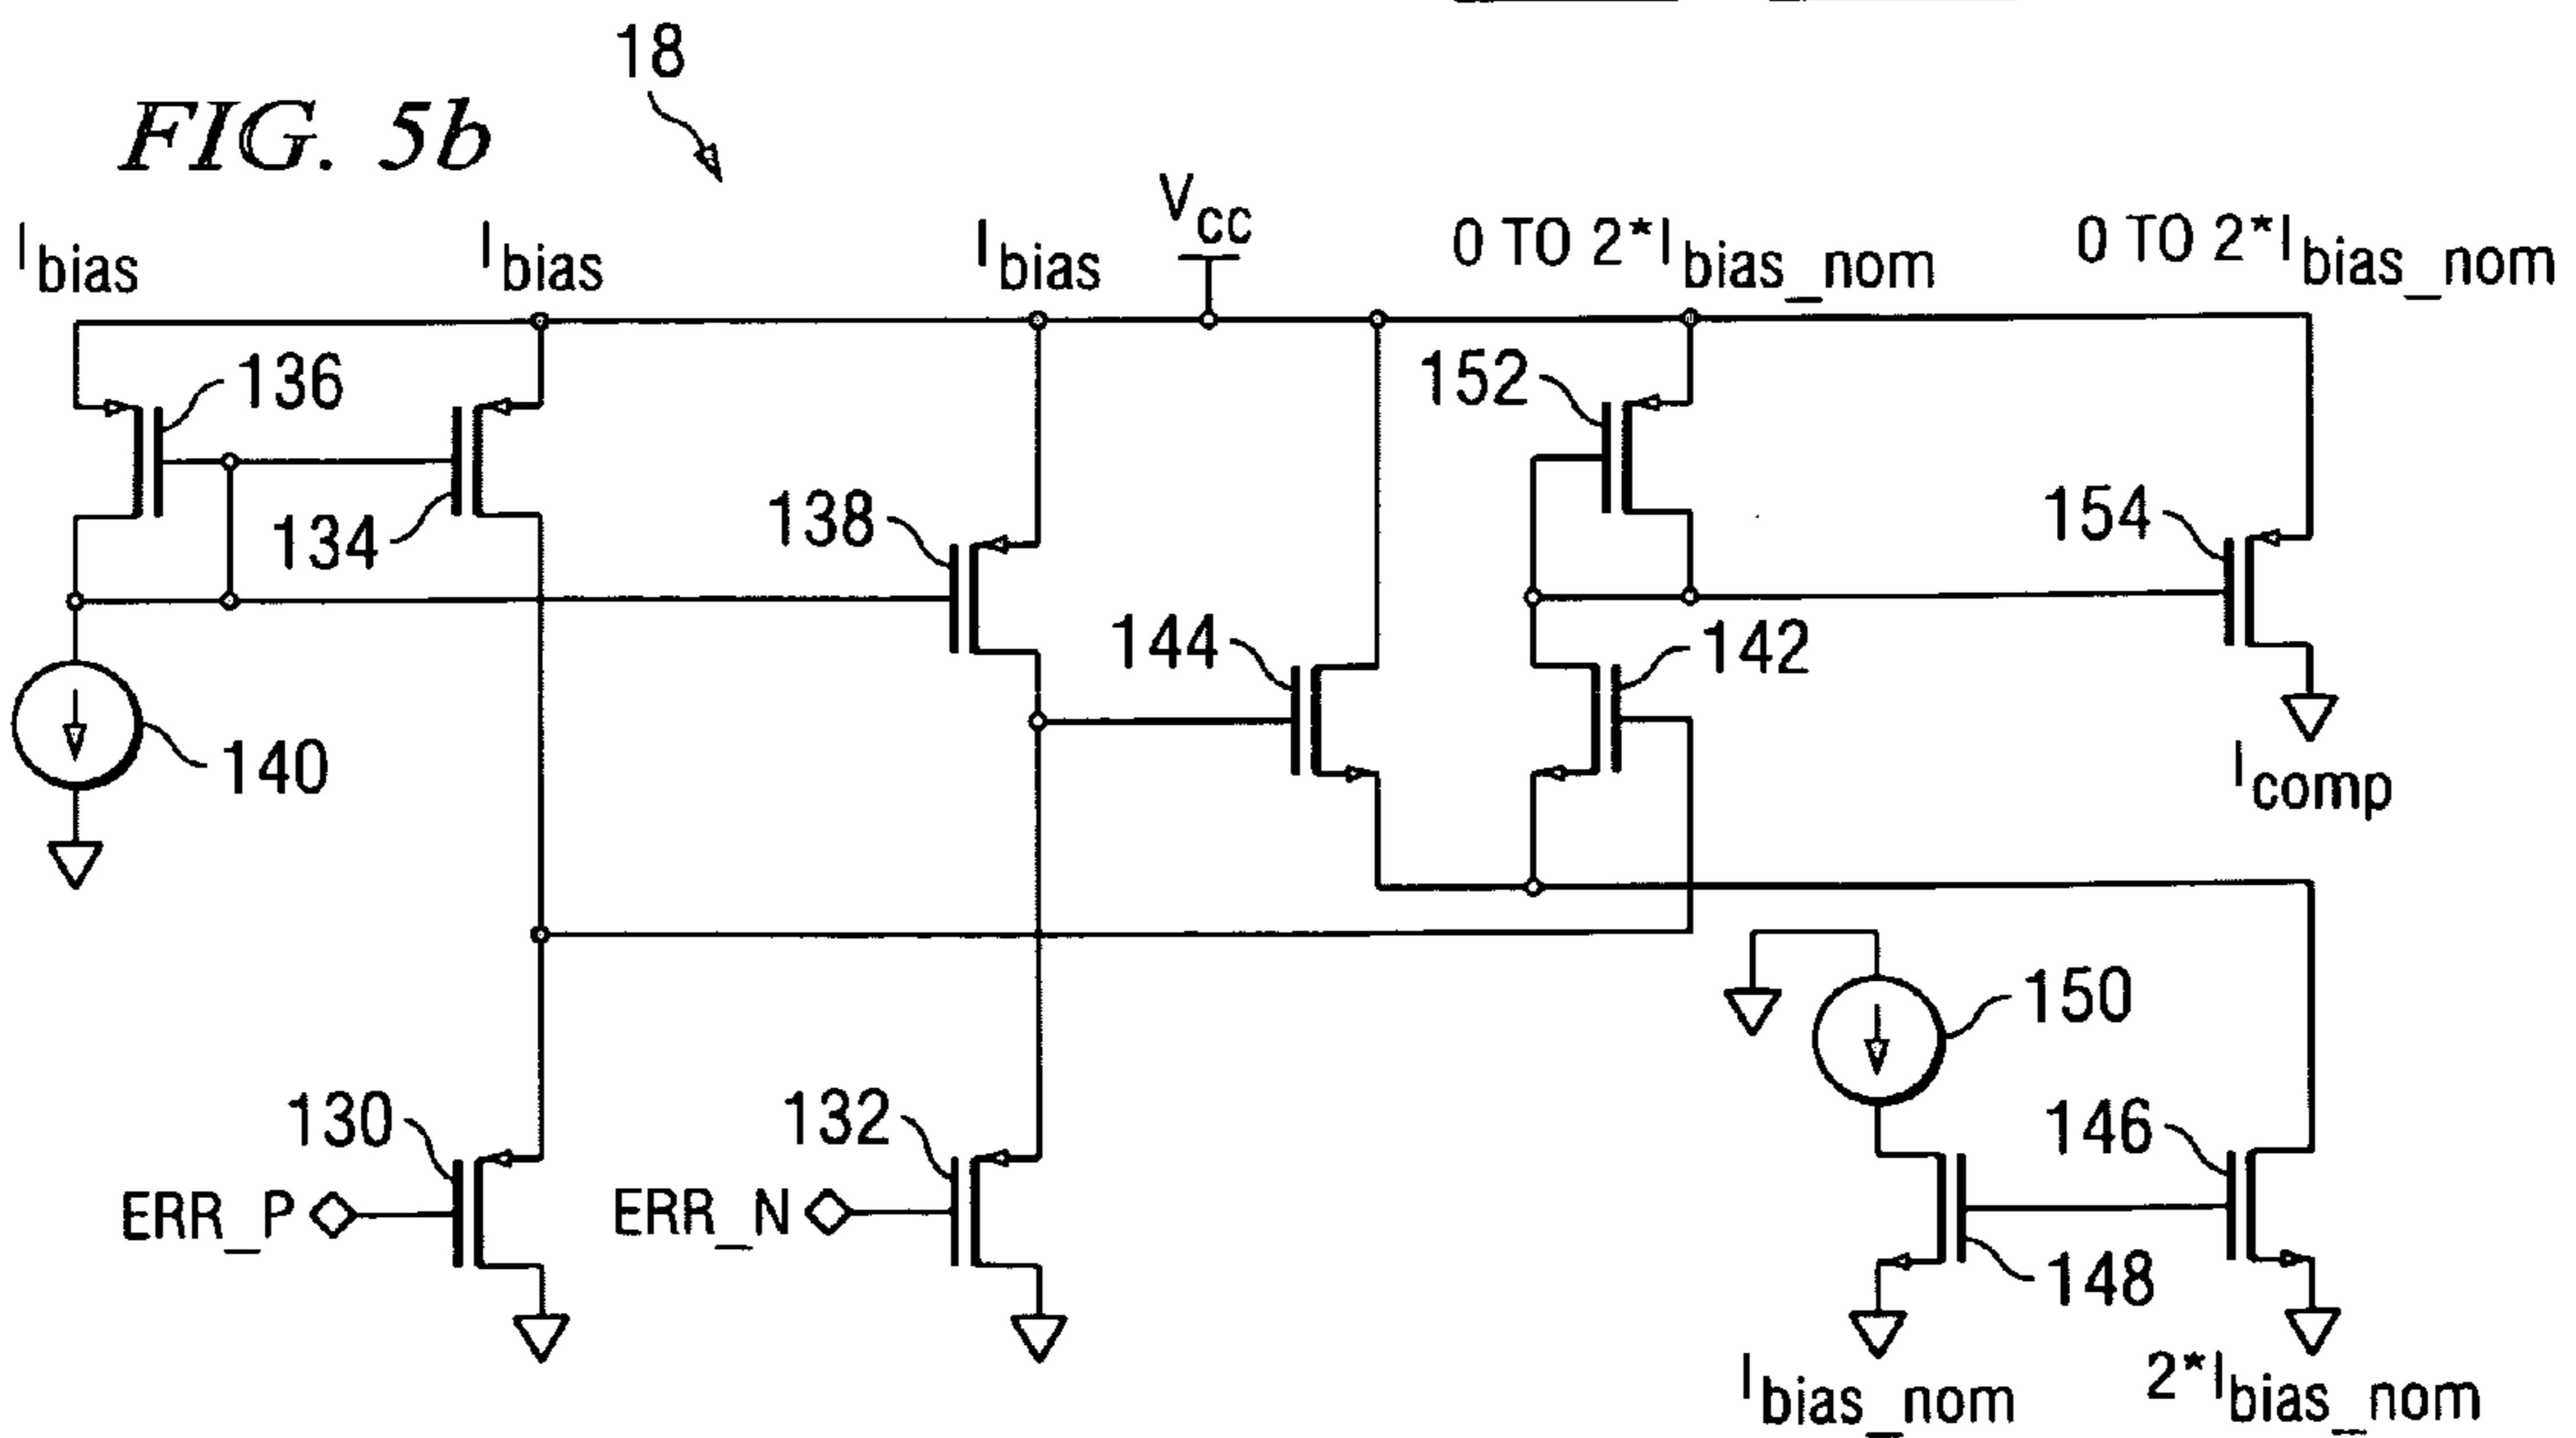 18
FIG. 5b
Ibias
Ibias
Ibias
Vcc
0 TO 2*Ibias_nom
0 TO 2*Ibias_nom
136
152
134
138
154
144
142
140
Icomp
150
130
132
146
ERR_P
ERR_N
148
Ibias_nom
2*Ibias_nom